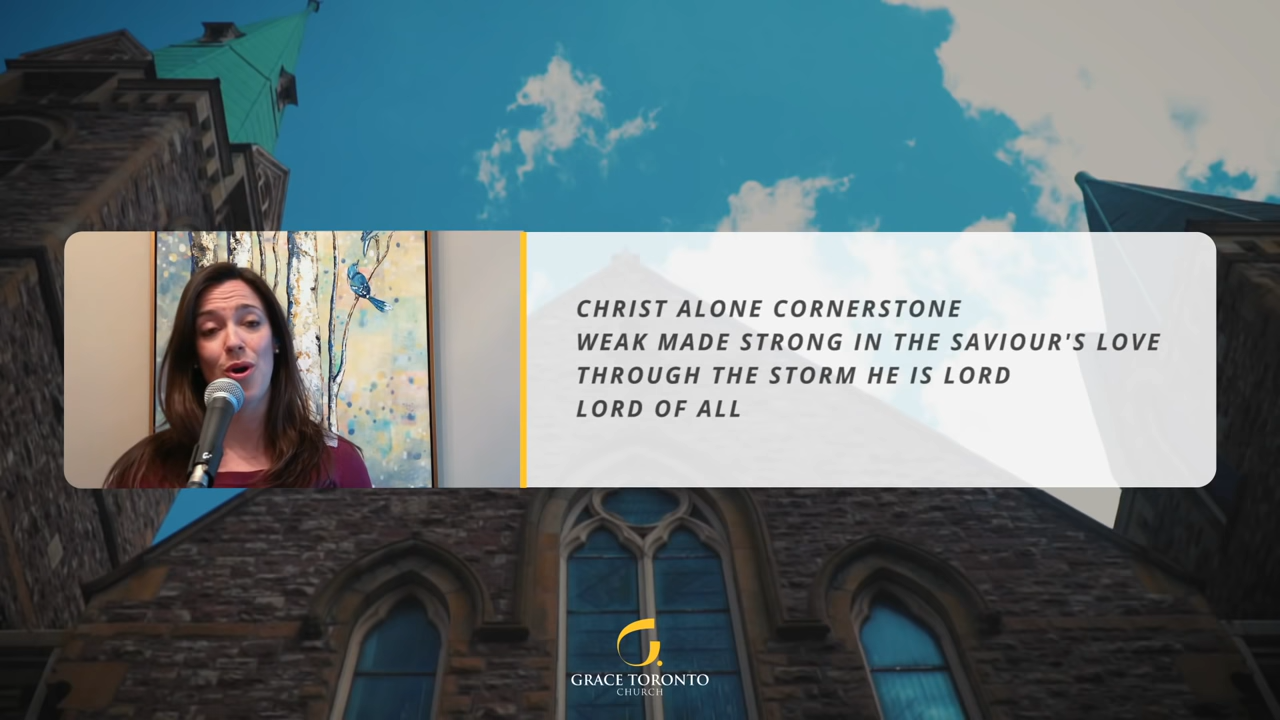 CHRIST ALONE CORNERSTONE
WEAK MADE STRONG IN THE SAVIOUR'S LOVE
THROUGH THE STORM HE IS LORD
LORD OF ALL
GRACE TORONTO
CHURCH